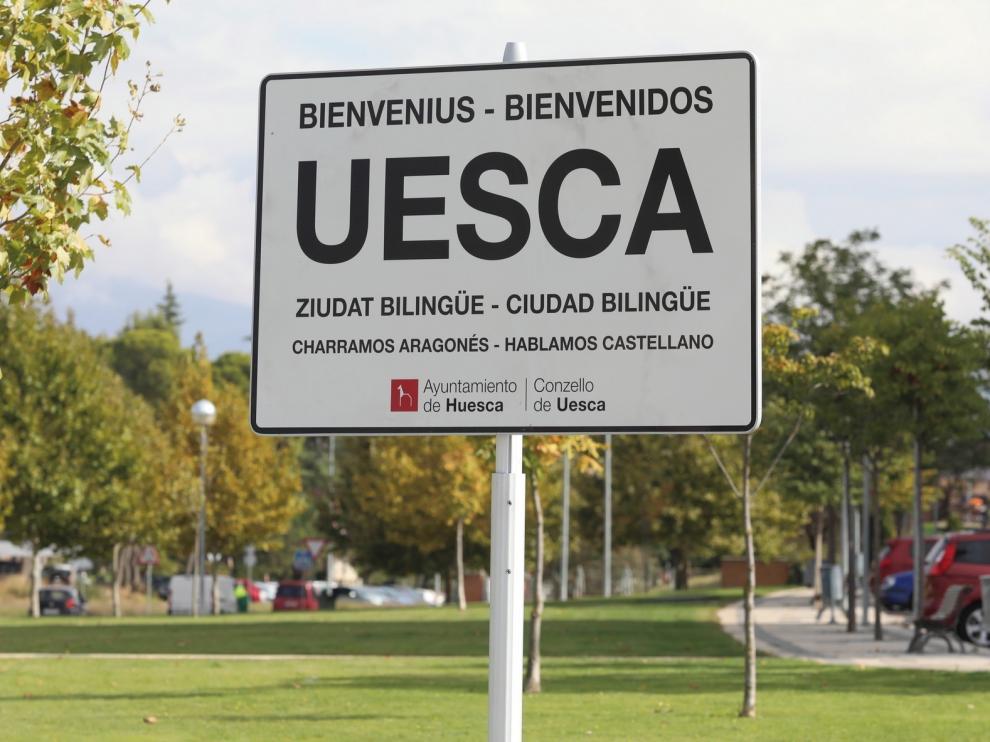 BIENVENIUS - BIENVENIDOS
UESCA
ZIUDAT BILINGÜE - CIUDAD BILINGÜE
CHARRAMOS ARAGONÉS - HABLAMOS CASTELLANO
Ayuntamiento de Huesca
Conzello de Uesca